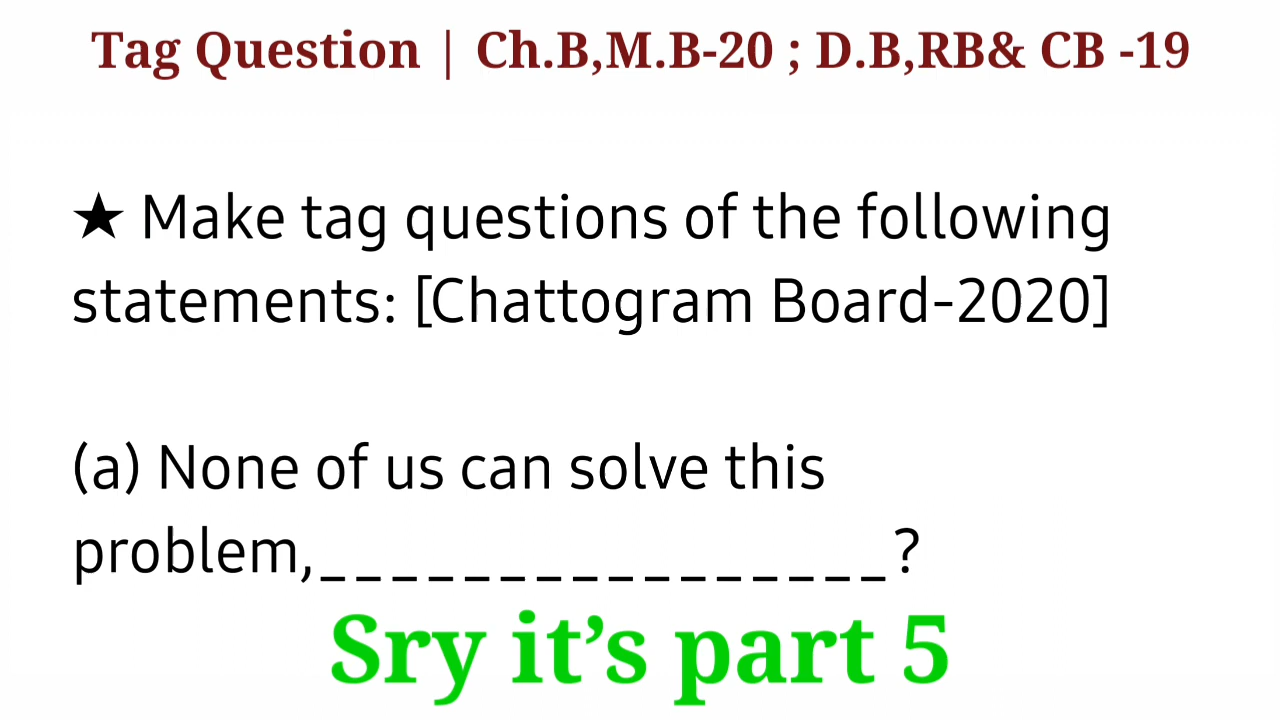 Tag Question | Ch.B,M.B-20 ; D.B,RB& CB -19
★ Make tag questions of the following
statements: [Chattogram Board-2020]
(a) None of us can solve this
problem,________________?
Sry it’s part 5